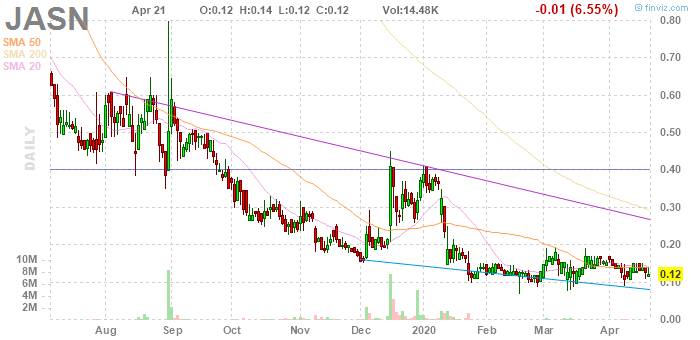 JASN
Apr 21 O:0.12 H:0.14 L:0.12 C:0.12 Vol:14.48K -0.01 (6.55%)
© finviz.com
SMA 50
SMA 200
SMA 20
DAILY
0.80
0.70
0.60
0.50
0.40
0.30
0.20
0.12
0.10
10M
8M
6M
4M
2M
Aug Sep Oct Nov Dec 2020 Feb Mar Apr